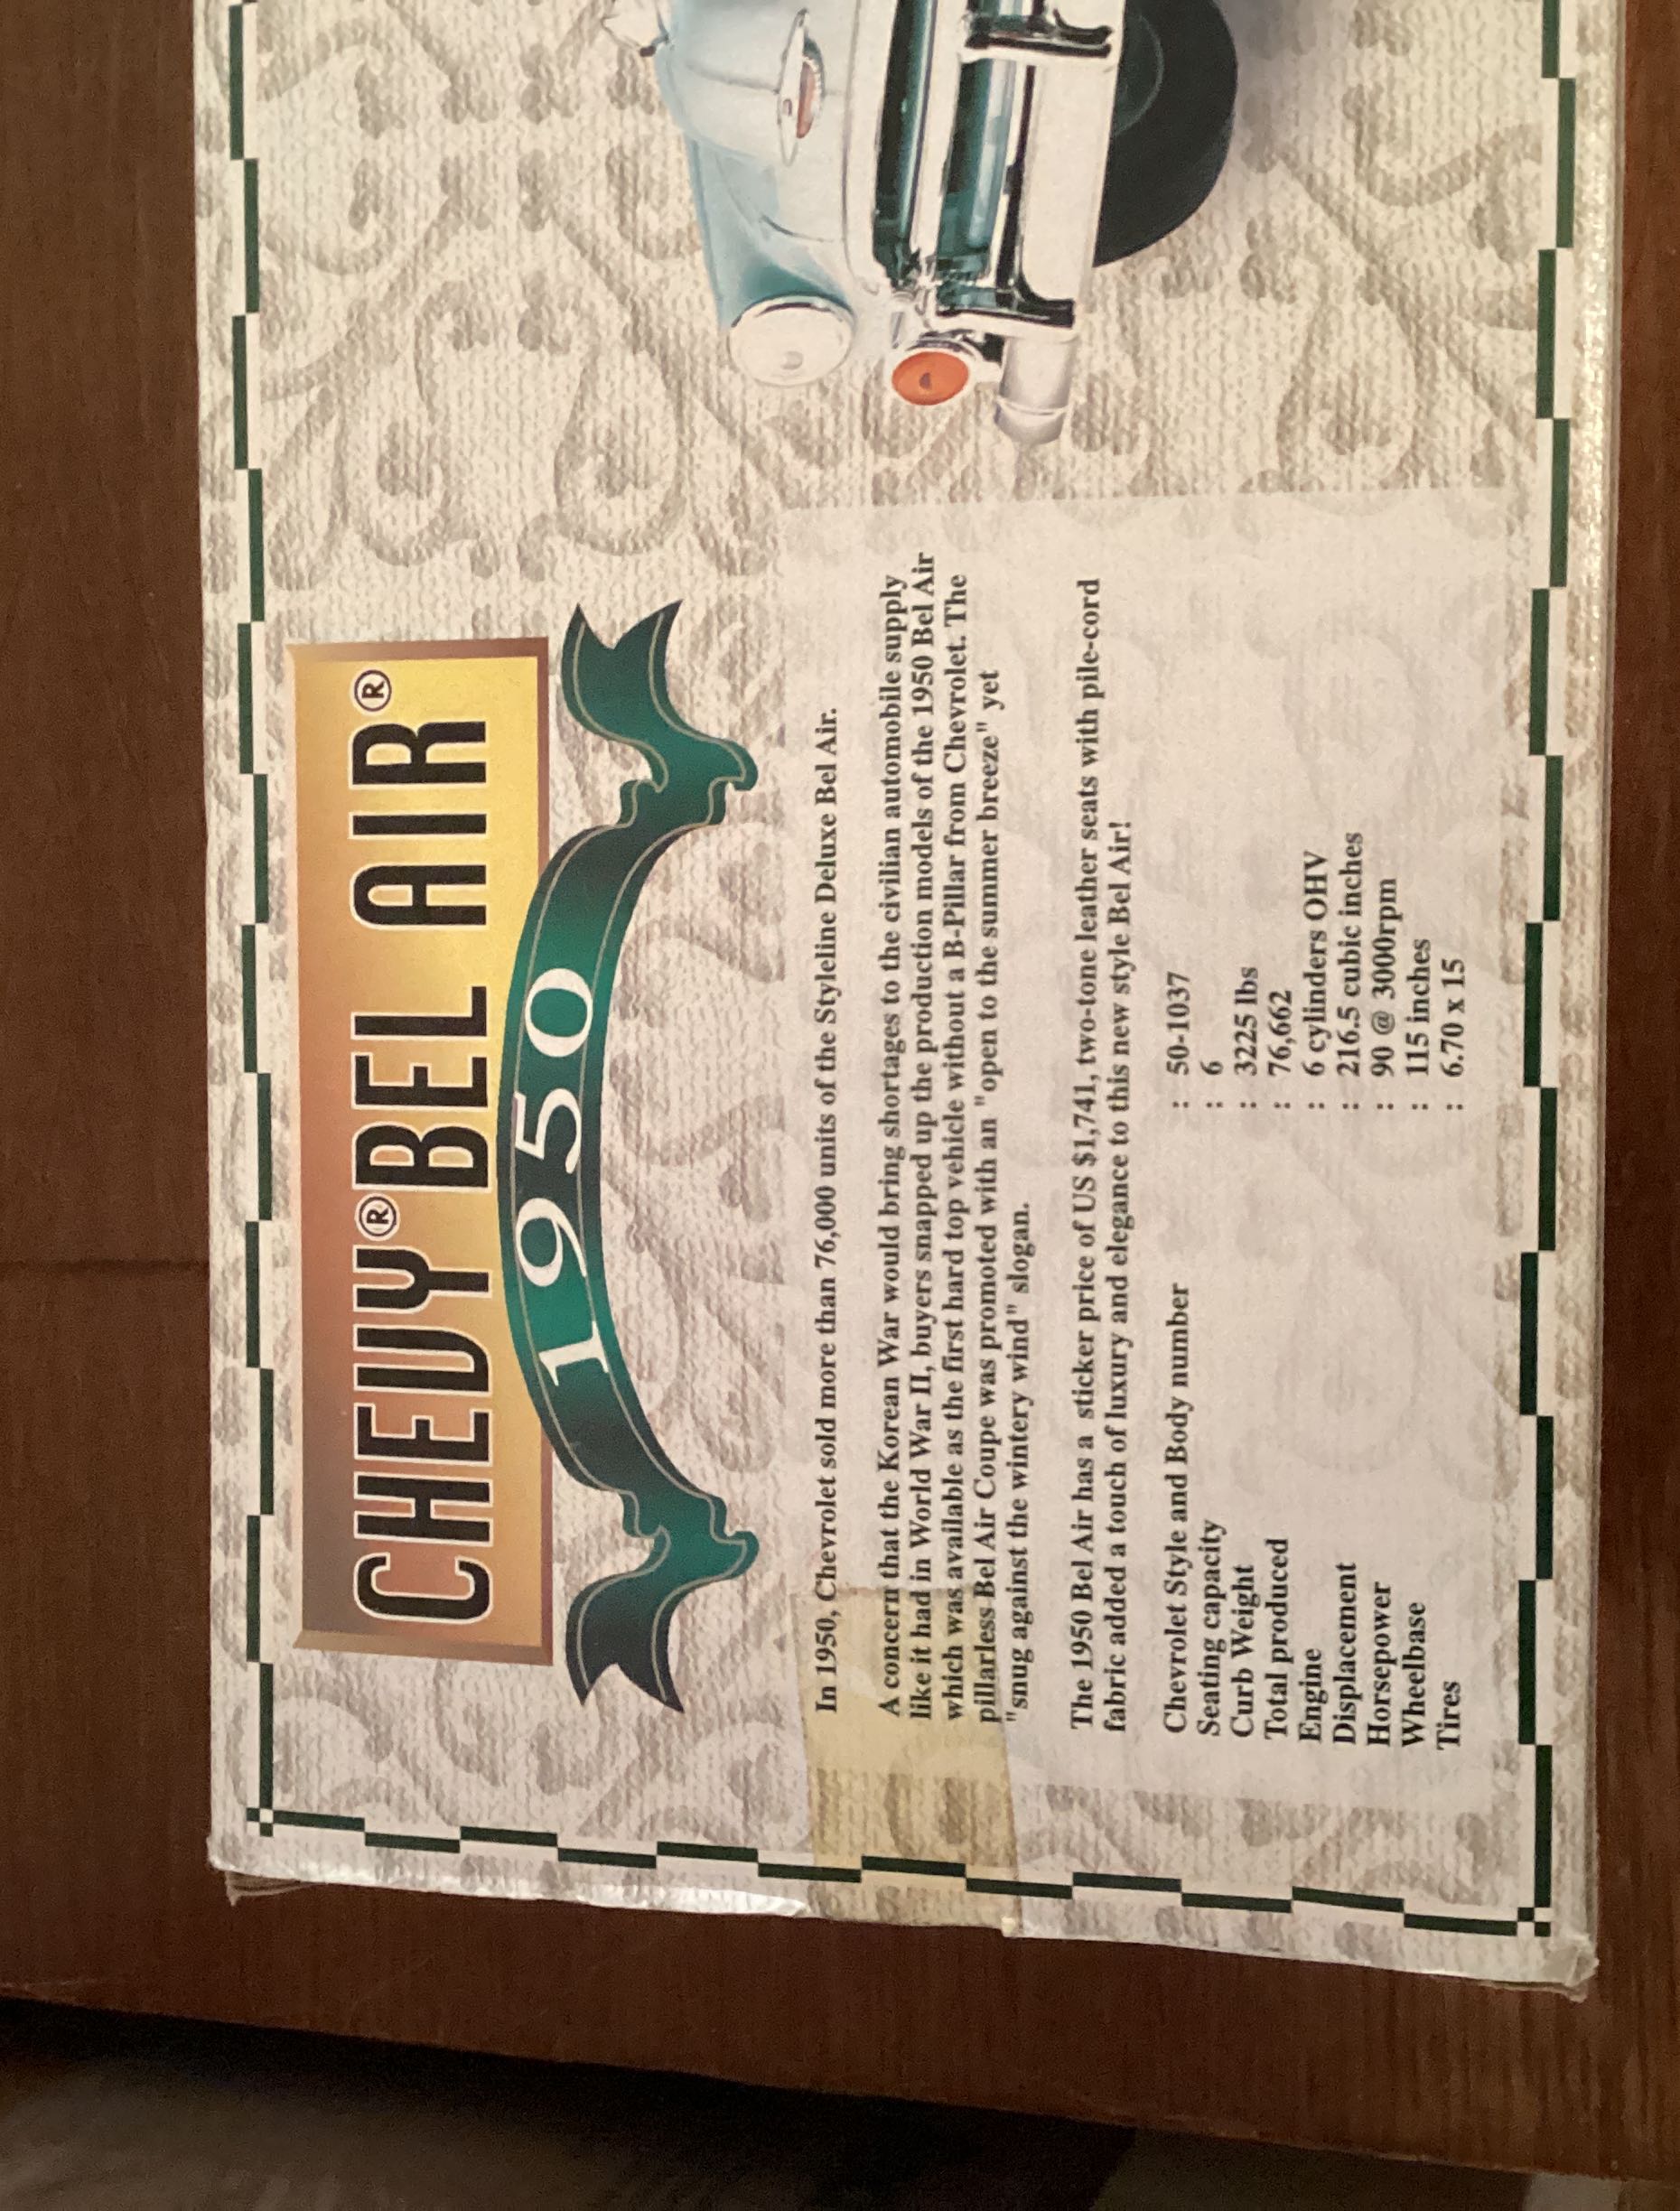 CHEVY® BEL AIR®
1950
In 1950, Chevrolet sold more than 76,000 units of the Styleline Deluxe Bel Air.
A concern that the Korean War would bring shortages to the civilian automobile supply
like it had in World War II, buyers snapped up the production models of the 1950 Bel Air
which was available as the first hard top vehicle without a B-Pillar from Chevrolet. The
pillarless Bel Air Coupe was promoted with an "open to the summer breeze" yet
"snug against the wintery wind" slogan.
The 1950 Bel Air has a sticker price of US $1,741, two-tone leather seats with pile-cord
fabric added a touch of luxury and elegance to this new style Bel Air!
Chevrolet Style and Body number : 50-1037
Seating capacity : 6
Curb Weight : 3225 lbs
Total produced : 76,662
Engine : 6 cylinders OHV
Displacement : 216.5 cubic inches
Horsepower : 90 @ 3000rpm
Wheelbase : 115 inches
Tires : 6.70 x 15